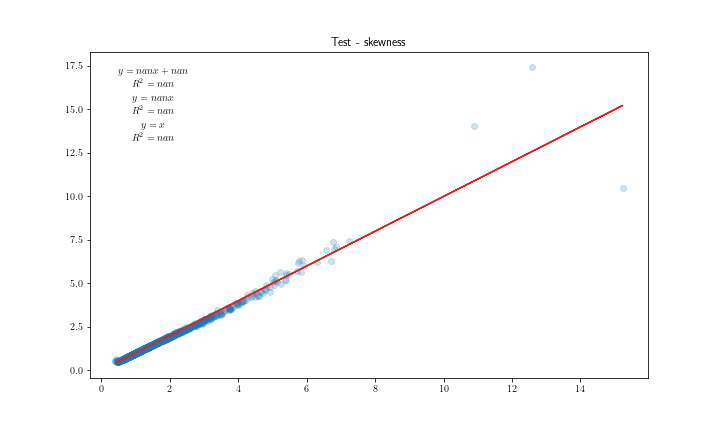 Test - skewness
y = nanx + nan
R² = nan
y = nanx
R² = nan
y = x
R² = nan
17.5
15.0
12.5
10.0
7.5
5.0
2.5
0.0
0 2 4 6 8 10 12 14